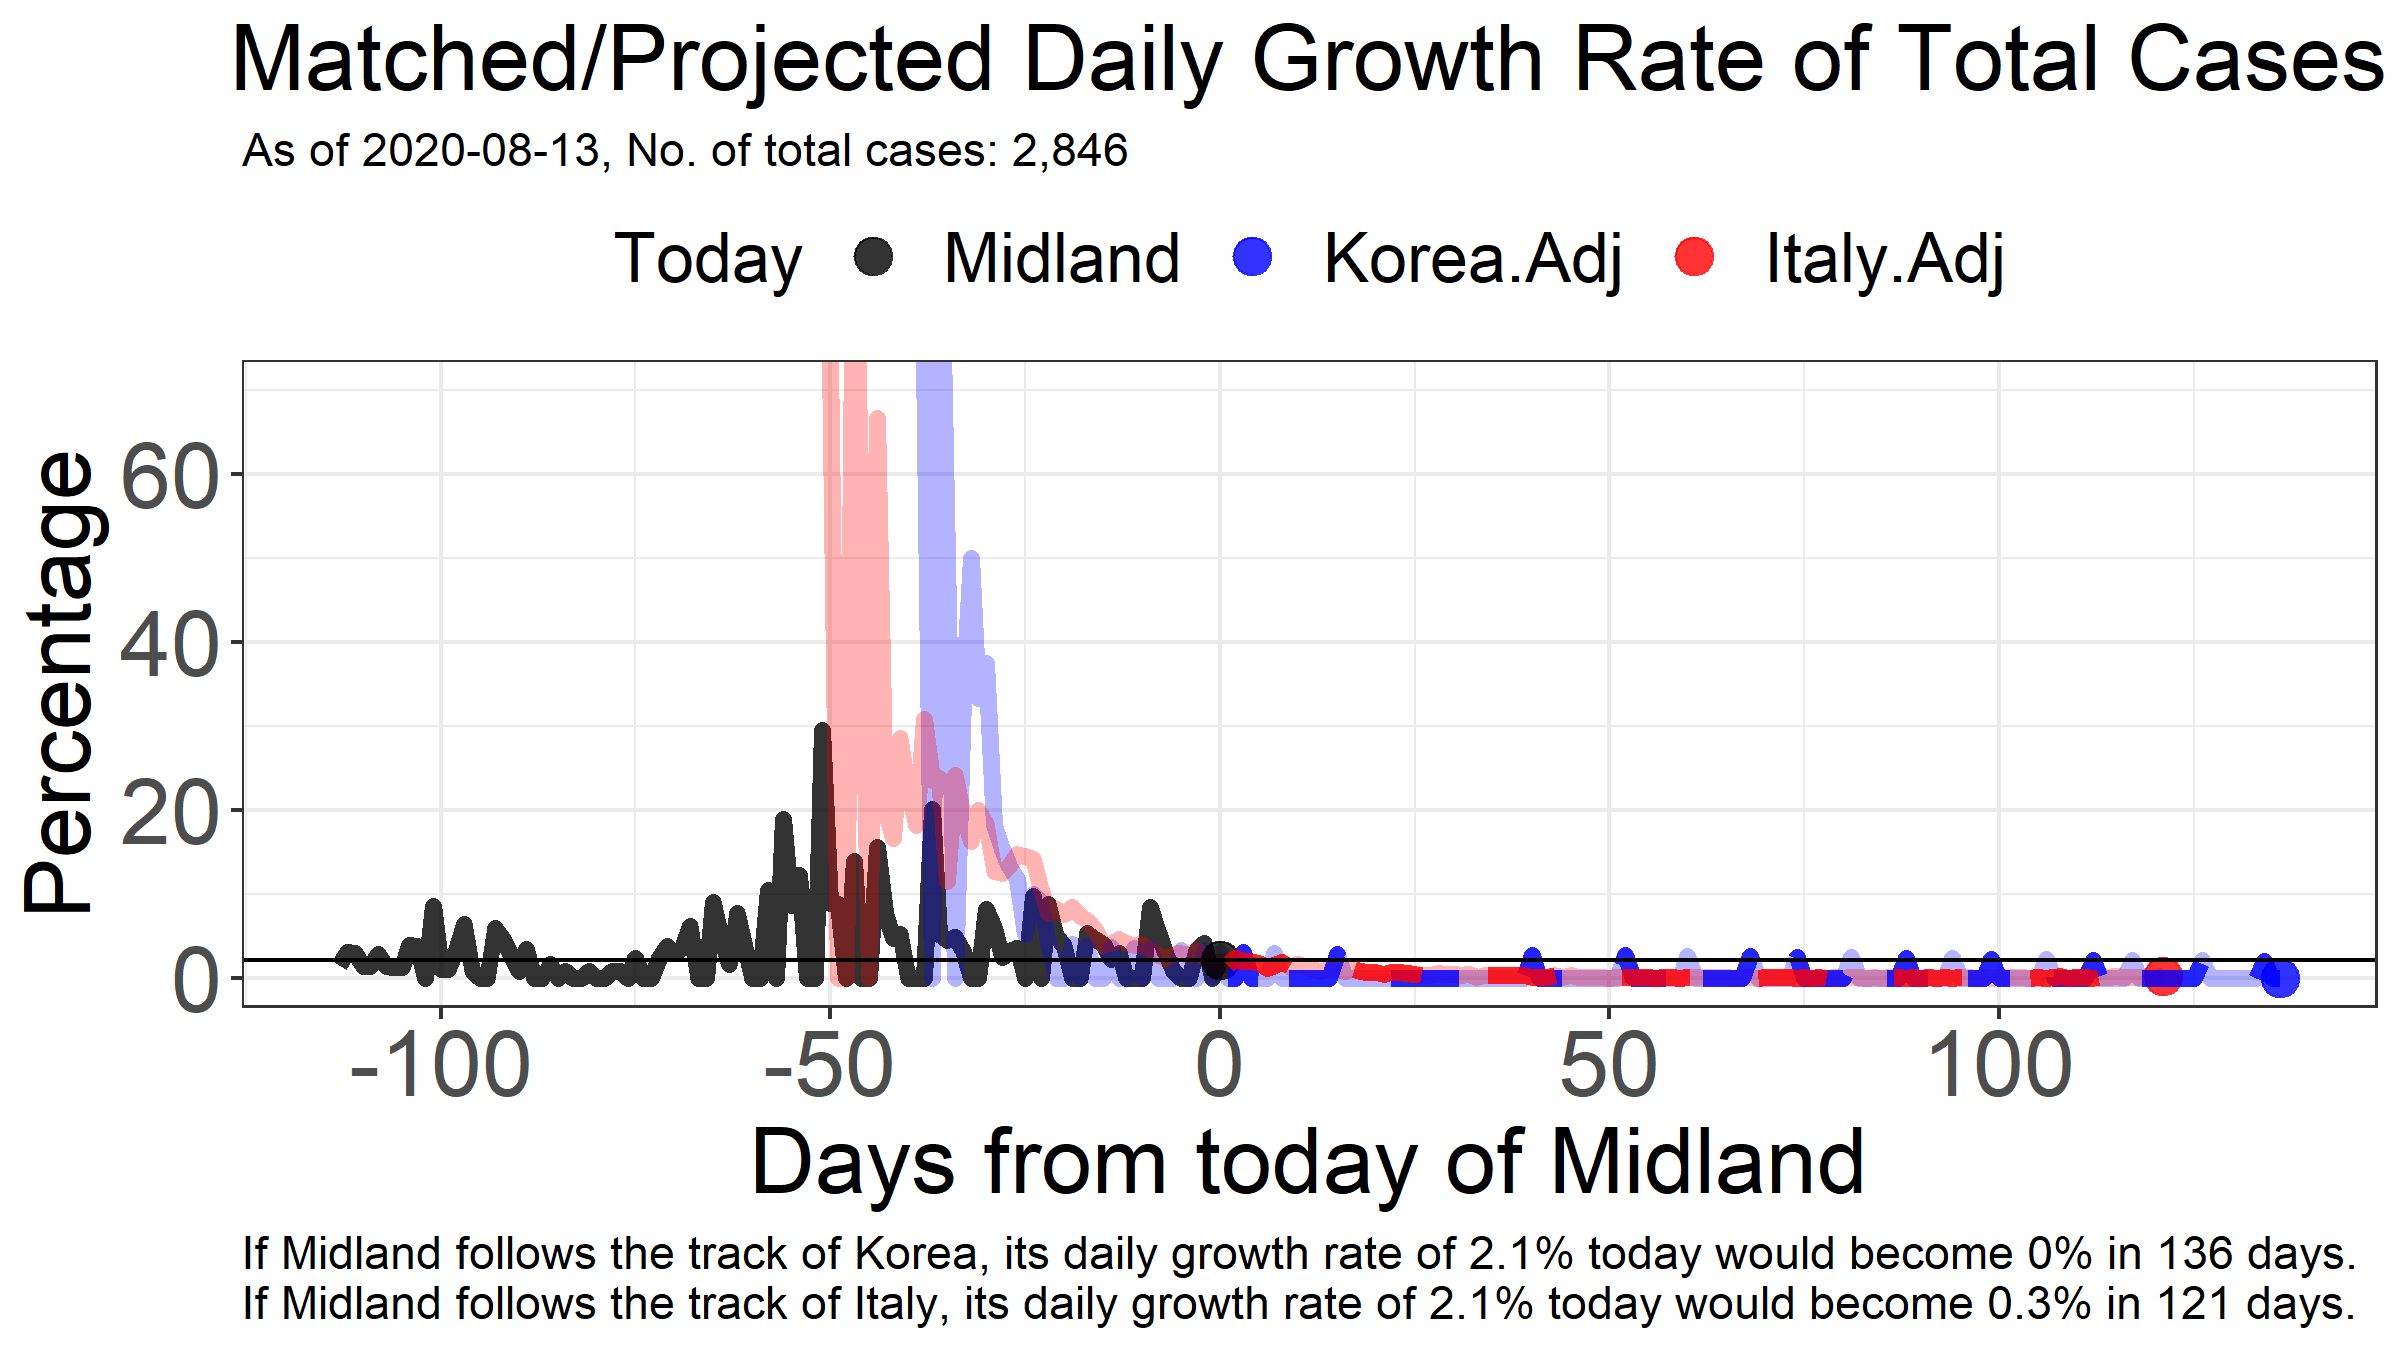 Matched/Projected Daily Growth Rate of Total Cases
As of 2020-08-13, No. of total cases: 2,846
Today Midland Korea.Adj Italy.Adj
Percentage
60
40
20
0
-100 -50 0 50 100
Days from today of Midland
If Midland follows the track of Korea, its daily growth rate of 2.1% today would become 0% in 136 days.
If Midland follows the track of Italy, its daily growth rate of 2.1% today would become 0.3% in 121 days.